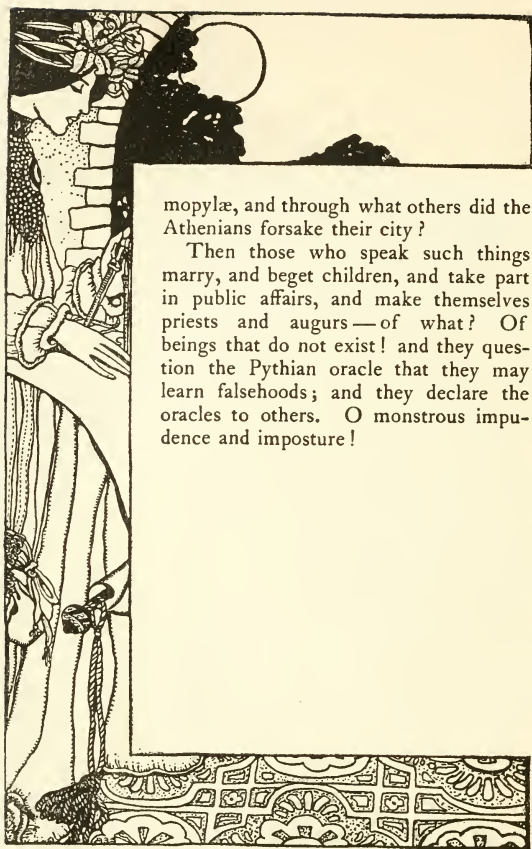 mopylæ, and through what others did the
Athenians forsake their city ?
Then those who speak such things
marry, and beget children, and take part
in public affairs, and make themselves
priests and augurs — of what ? Of
beings that do not exist ! and they ques-
tion the Pythian oracle that they may
learn falsehoods ; and they declare the
oracles to others. O monstrous impu-
dence and imposture !